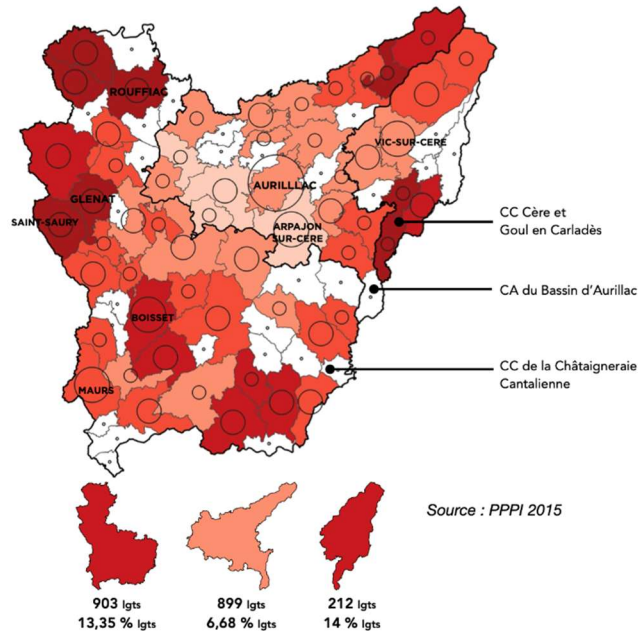 ROUFFIAC
VIC-SUR-CÈRE
AURILLLAC
GLENAT
SAINT-SAURY
ARPAJON
SUR-CERE
CC Cère et
Goul en Carladès
CA du Bassin d'Aurillac
BOISSET
CC de la Châtaigneraie
Cantalienne
MAURS
Source : PPPI 2015
903 lgts
13,35 % lgts
899 lgts
6,68 % lgts
212 lgts
14 % lgts